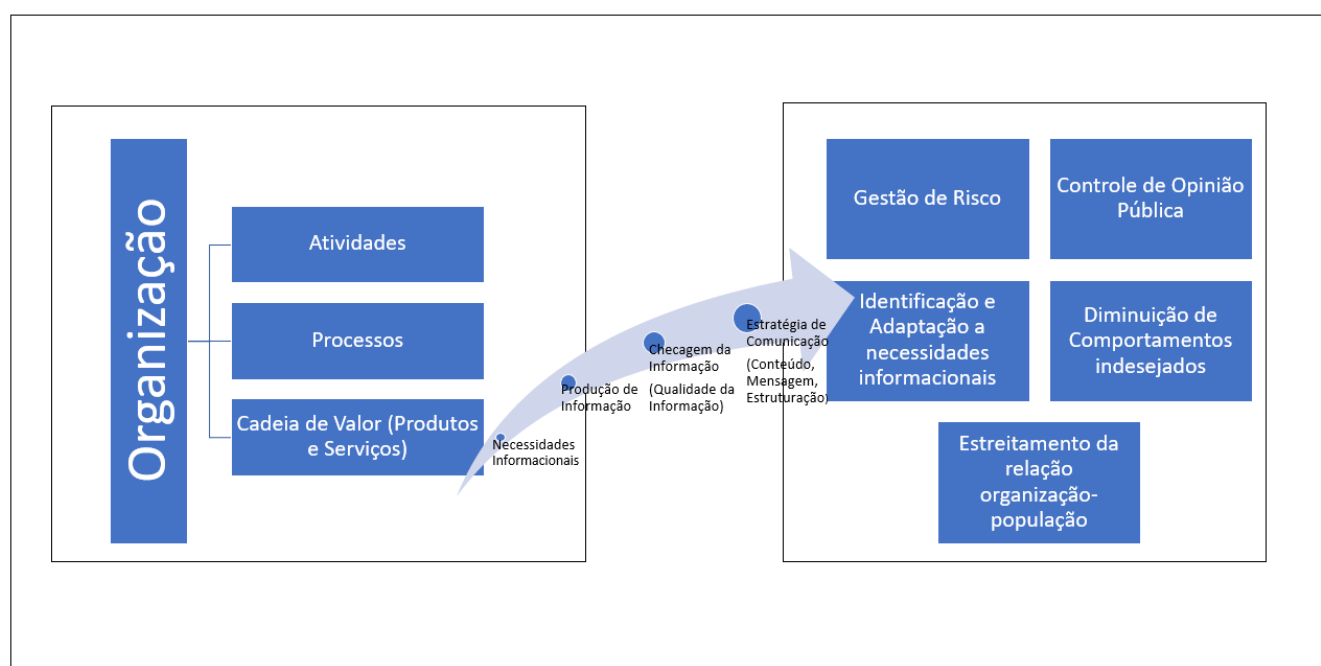 Organização
Atividades
Processos
Cadeia de Valor (Produtos
e Serviços)
Necessidades
Informacionais
Produção de
Informação
Checagem da
Informação
(Qualidade da
Informação)
Estratégia de
Comunicação
(Conteúdo,
Mensagem,
Estruturação)
Gestão de Risco
Controle de Opinião
Pública
Identificação e
Adaptação a
necessidades
informacionais
Diminuição de
Comportamentos
indesejados
Estreitamento da
relação
organização-
população